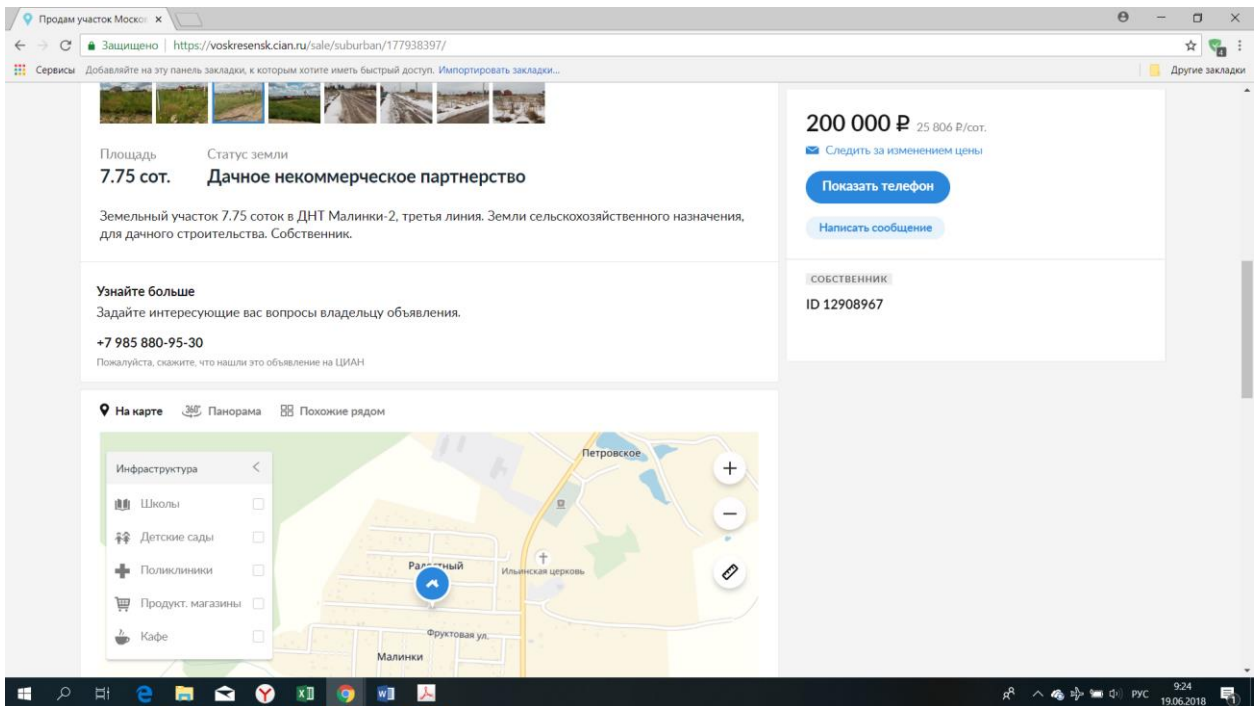 Продам участок Моско
Защищено | https://voskresensk.cian.ru/sale/suburban/177938397/
Сервисы Добавляйте на эту панель закладки, к которым хотите иметь быстрый доступ. Импортировать закладки... Другие закладки
Площадь Статус земли
7.75 сот. Дачное некоммерческое партнерство
Земельный участок 7.75 соток в ДНТ Малинки-2, третья линия. Земли сельскохозяйственного назначения,
для дачного строительства. Собственник.
Узнайте больше
Задайте интересующие вас вопросы владельцу объявления.
+7 985 880-95-30
Пожалуйста, скажите, что нашли это объявление на ЦИАН
200 000 ₽ 25 806 ₽/сот.
Следить за изменением цены
Показать телефон
Написать сообщение
СОБСТВЕННИК
ID 12908967
На карте 360° Панорама Похожие рядом
Инфраструктура
Школы
Детские сады
Поликлиники
Продукт. магазины
Кафе
Петровское
Ильинская церковь
Фруктовая ул.
Малинки
РУС
9:24
19.06.2018